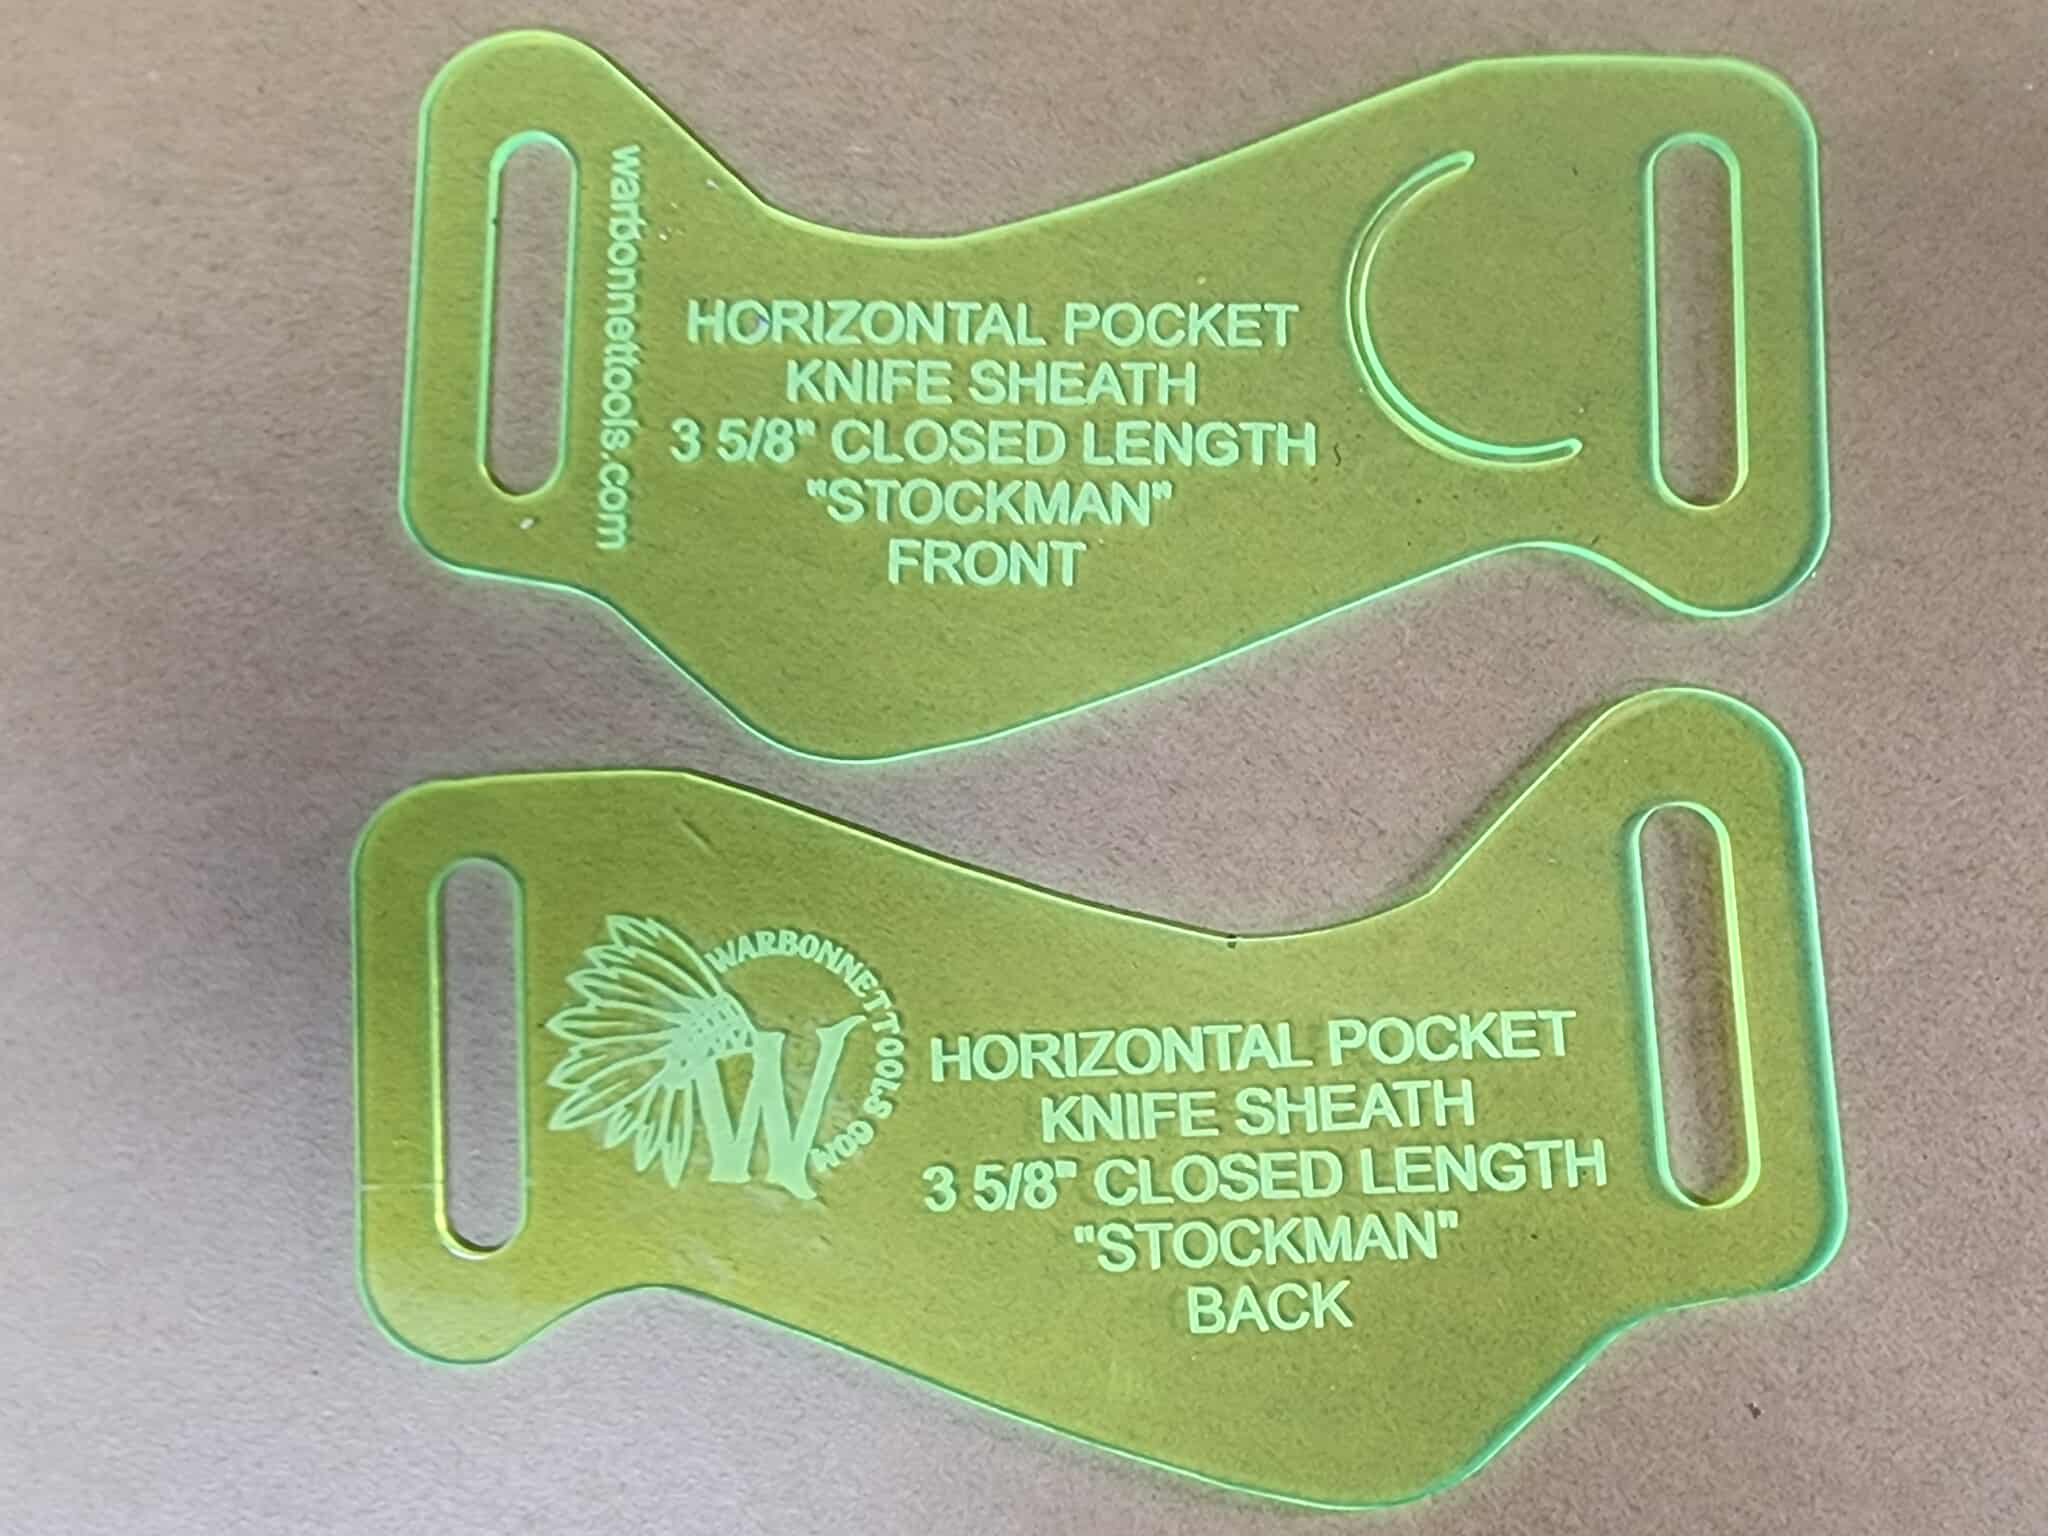 warbonnettools.com
HORIZONTAL POCKET
KNIFE SHEATH
3 5/8" CLOSED LENGTH
"STOCKMAN"
FRONT
WARBONNETTOOLS.COM
W
HORIZONTAL POCKET
KNIFE SHEATH
3 5/8" CLOSED LENGTH
"STOCKMAN"
BACK